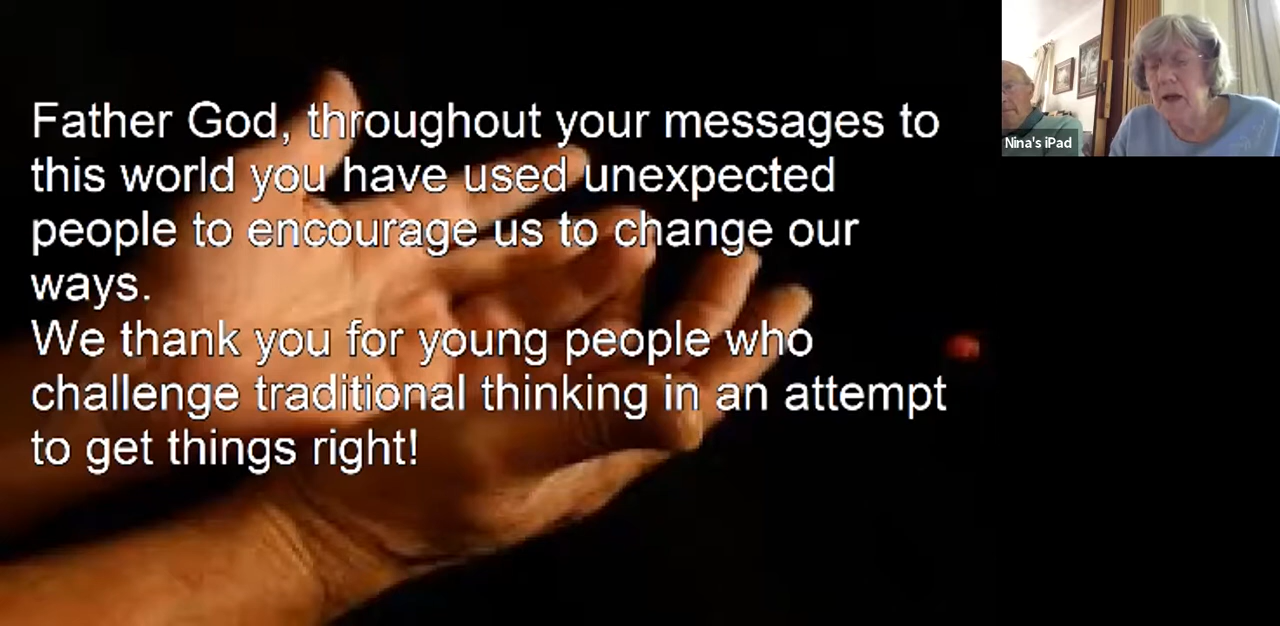 Father God, throughout your messages to
this world you have used unexpected
people to encourage us to change our
ways.
We thank you for young people who
challenge traditional thinking in an attempt
to get things right!
Nina's iPad